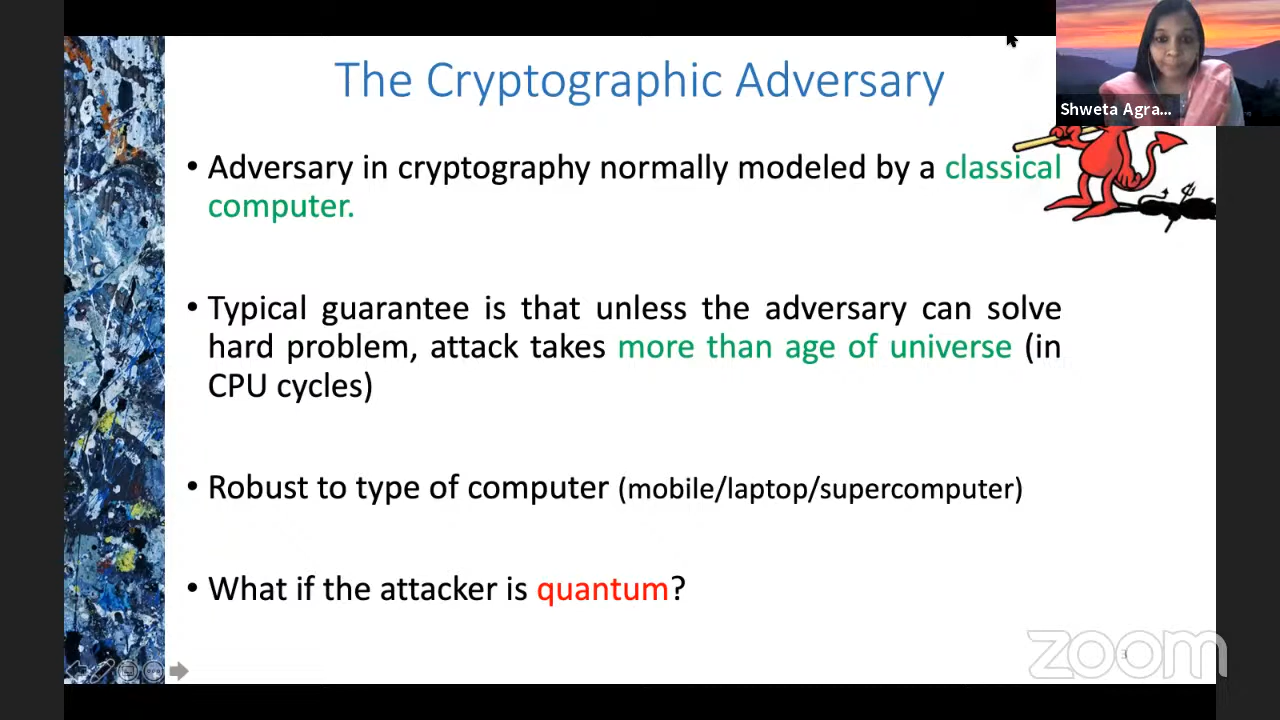 The Cryptographic Adversary
Shweta Agra...
• Adversary in cryptography normally modeled by a classical
computer.
• Typical guarantee is that unless the adversary can solve
hard problem, attack takes more than age of universe (in
CPU cycles)
• Robust to type of computer (mobile/laptop/supercomputer)
• What if the attacker is quantum?
3
zoom